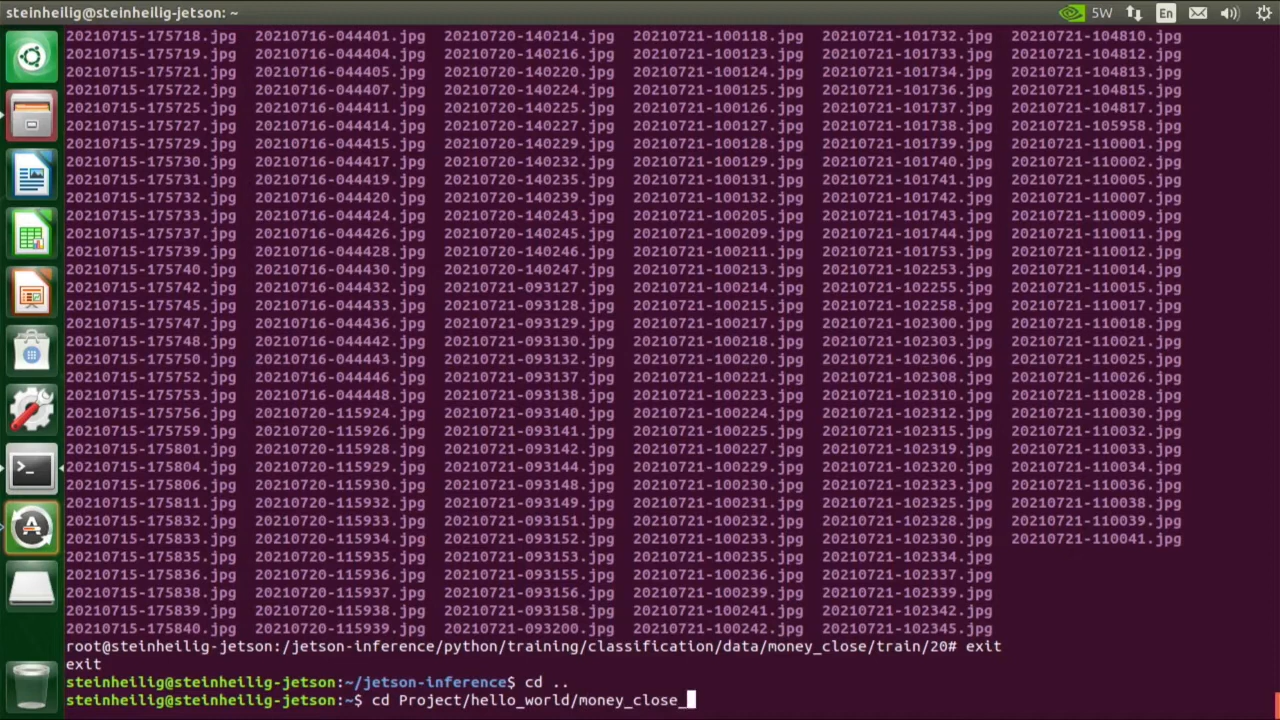 steinheilig@steinheilig-jetson: ~ 5W En
20210715-175718.jpg 20210716-044401.jpg 20210720-140214.jpg 20210721-100118.jpg 20210721-101732.jpg 20210721-104810.jpg
20210715-175719.jpg 20210716-044404.jpg 20210720-140216.jpg 20210721-100123.jpg 20210721-101733.jpg 20210721-104812.jpg
20210715-175721.jpg 20210716-044405.jpg 20210720-140220.jpg 20210721-100124.jpg 20210721-101734.jpg 20210721-104813.jpg
20210715-175722.jpg 20210716-044407.jpg 20210720-140224.jpg 20210721-100125.jpg 20210721-101736.jpg 20210721-104815.jpg
20210715-175725.jpg 20210716-044411.jpg 20210720-140225.jpg 20210721-100126.jpg 20210721-101737.jpg 20210721-104817.jpg
20210715-175727.jpg 20210716-044414.jpg 20210720-140227.jpg 20210721-100127.jpg 20210721-101738.jpg 20210721-105958.jpg
20210715-175729.jpg 20210716-044415.jpg 20210720-140229.jpg 20210721-100128.jpg 20210721-101739.jpg 20210721-110001.jpg
20210715-175730.jpg 20210716-044417.jpg 20210720-140232.jpg 20210721-100129.jpg 20210721-101740.jpg 20210721-110002.jpg
20210715-175731.jpg 20210716-044419.jpg 20210720-140235.jpg 20210721-100131.jpg 20210721-101741.jpg 20210721-110005.jpg
20210715-175732.jpg 20210716-044420.jpg 20210720-140239.jpg 20210721-100132.jpg 20210721-101742.jpg 20210721-110007.jpg
20210715-175733.jpg 20210716-044424.jpg 20210720-140243.jpg 20210721-100205.jpg 20210721-101743.jpg 20210721-110009.jpg
20210715-175737.jpg 20210716-044426.jpg 20210720-140245.jpg 20210721-100209.jpg 20210721-101744.jpg 20210721-110011.jpg
20210715-175739.jpg 20210716-044428.jpg 20210720-140246.jpg 20210721-100211.jpg 20210721-101753.jpg 20210721-110012.jpg
20210715-175740.jpg 20210716-044430.jpg 20210720-140247.jpg 20210721-100213.jpg 20210721-102253.jpg 20210721-110014.jpg
20210715-175742.jpg 20210716-044432.jpg 20210721-093127.jpg 20210721-100214.jpg 20210721-102255.jpg 20210721-110015.jpg
20210715-175745.jpg 20210716-044433.jpg 20210721-093128.jpg 20210721-100215.jpg 20210721-102258.jpg 20210721-110017.jpg
20210715-175747.jpg 20210716-044436.jpg 20210721-093129.jpg 20210721-100217.jpg 20210721-102300.jpg 20210721-110018.jpg
20210715-175748.jpg 20210716-044442.jpg 20210721-093130.jpg 20210721-100218.jpg 20210721-102303.jpg 20210721-110021.jpg
20210715-175750.jpg 20210716-044443.jpg 20210721-093132.jpg 20210721-100220.jpg 20210721-102306.jpg 20210721-110025.jpg
20210715-175752.jpg 20210716-044446.jpg 20210721-093137.jpg 20210721-100221.jpg 20210721-102308.jpg 20210721-110026.jpg
20210715-175753.jpg 20210716-044448.jpg 20210721-093138.jpg 20210721-100223.jpg 20210721-102310.jpg 20210721-110028.jpg
20210715-175756.jpg 20210720-115924.jpg 20210721-093140.jpg 20210721-100224.jpg 20210721-102312.jpg 20210721-110030.jpg
20210715-175759.jpg 20210720-115926.jpg 20210721-093141.jpg 20210721-100225.jpg 20210721-102315.jpg 20210721-110032.jpg
20210715-175801.jpg 20210720-115928.jpg 20210721-093142.jpg 20210721-100227.jpg 20210721-102319.jpg 20210721-110033.jpg
20210715-175804.jpg 20210720-115929.jpg 20210721-093144.jpg 20210721-100229.jpg 20210721-102320.jpg 20210721-110034.jpg
20210715-175806.jpg 20210720-115930.jpg 20210721-093148.jpg 20210721-100230.jpg 20210721-102323.jpg 20210721-110036.jpg
20210715-175811.jpg 20210720-115932.jpg 20210721-093149.jpg 20210721-100231.jpg 20210721-102325.jpg 20210721-110038.jpg
20210715-175832.jpg 20210720-115933.jpg 20210721-093151.jpg 20210721-100232.jpg 20210721-102328.jpg 20210721-110039.jpg
20210715-175833.jpg 20210720-115934.jpg 20210721-093152.jpg 20210721-100233.jpg 20210721-102330.jpg 20210721-110041.jpg
20210715-175835.jpg 20210720-115935.jpg 20210721-093153.jpg 20210721-100235.jpg 20210721-102334.jpg
20210715-175836.jpg 20210720-115936.jpg 20210721-093155.jpg 20210721-100236.jpg 20210721-102337.jpg
20210715-175838.jpg 20210720-115937.jpg 20210721-093156.jpg 20210721-100239.jpg 20210721-102339.jpg
20210715-175839.jpg 20210720-115938.jpg 20210721-093158.jpg 20210721-100241.jpg 20210721-102342.jpg
20210715-175840.jpg 20210720-115939.jpg 20210721-093200.jpg 20210721-100242.jpg 20210721-102345.jpg
root@steinheilig-jetson:/jetson-inference/python/training/classification/data/money_close/train/20# exit
exit
steinheilig@steinheilig-jetson:~/jetson-inference$ cd ..
steinheilig@steinheilig-jetson:~$ cd Project/hello_world/money_close_